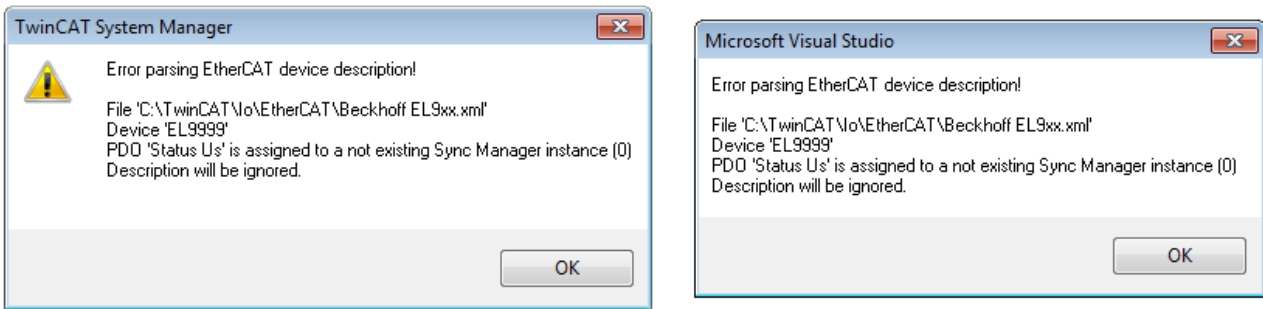 TwinCAT System Manager
Error parsing EtherCAT device description!
File 'C:\TwinCAT\Io\EtherCAT\Beckhoff EL9xx.xml'
Device 'EL9999'
PDO 'Status Us' is assigned to a not existing Sync Manager instance (0)
Description will be ignored.
OK
Microsoft Visual Studio
Error parsing EtherCAT device description!
File 'C:\TwinCAT\Io\EtherCAT\Beckhoff EL9xx.xml'
Device 'EL9999'
PDO 'Status Us' is assigned to a not existing Sync Manager instance (0)
Description will be ignored.
OK